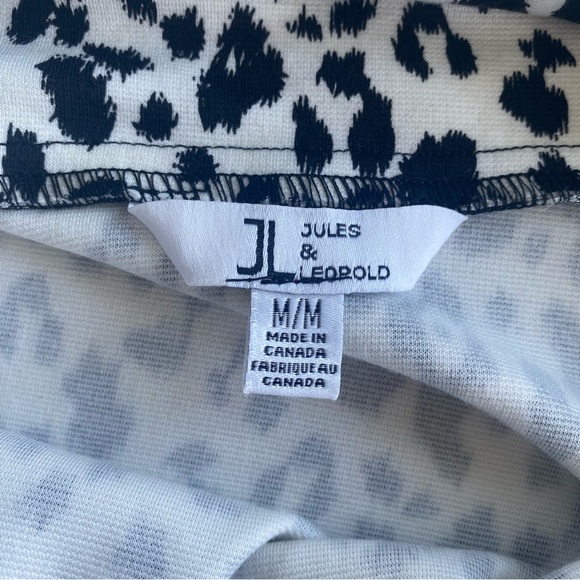 JL
JULES
&
LEOPOLD
M/M
MADE IN
CANADA
FABRIQUE AU
CANADA